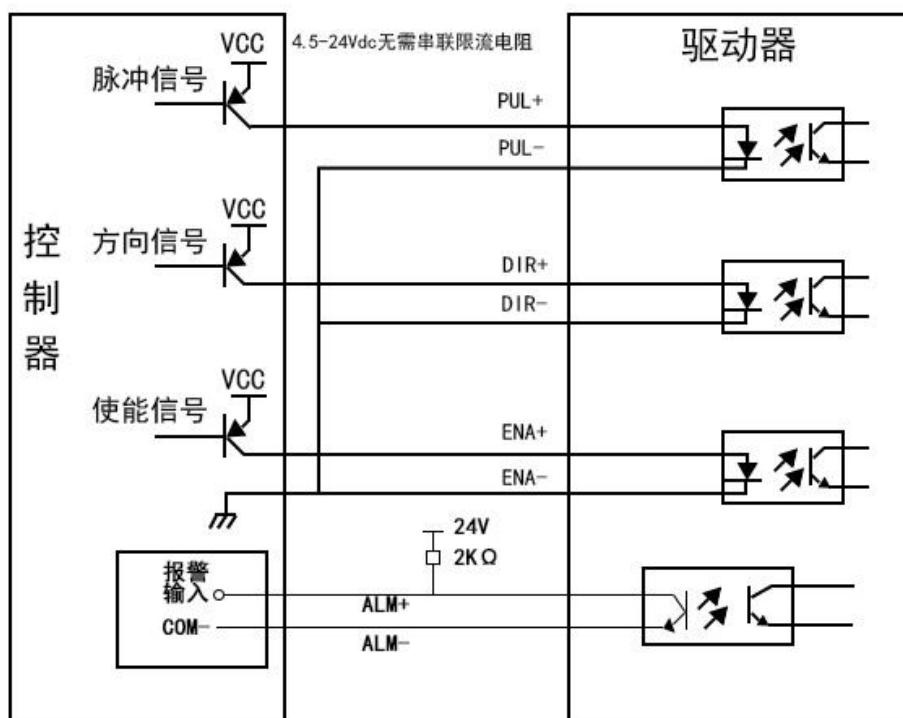 VCC
4.5-24Vdc无需串联限流电阻
驱动器
脉冲信号
PUL+
PUL-
VCC
控制器
方向信号
DIR+
DIR-
VCC
使能信号
ENA+
ENA-
24V
2KΩ
报警
输入
ALM+
COM-
ALM-